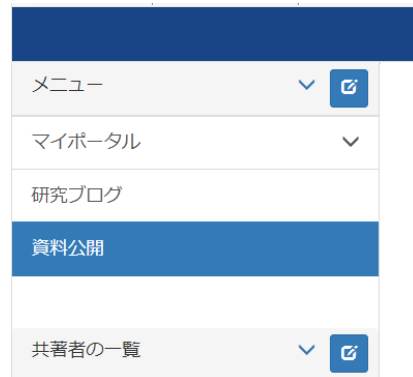 メニュー
マイポータル
研究ブログ
資料公開
共著者の一覧